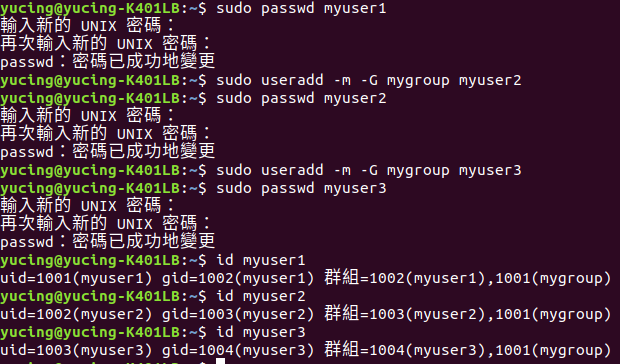 yucing@yucing-K401LB:~$ sudo passwd myuser1
輸入新的 UNIX 密碼：
再次輸入新的 UNIX 密碼：
passwd：密碼已成功地變更
yucing@yucing-K401LB:~$ sudo useradd -m -G mygroup myuser2
yucing@yucing-K401LB:~$ sudo passwd myuser2
輸入新的 UNIX 密碼：
再次輸入新的 UNIX 密碼：
passwd：密碼已成功地變更
yucing@yucing-K401LB:~$ sudo useradd -m -G mygroup myuser3
yucing@yucing-K401LB:~$ sudo passwd myuser3
輸入新的 UNIX 密碼：
再次輸入新的 UNIX 密碼：
passwd：密碼已成功地變更
yucing@yucing-K401LB:~$ id myuser1
uid=1001(myuser1) gid=1002(myuser1) 群組=1002(myuser1),1001(mygroup)
yucing@yucing-K401LB:~$ id myuser2
uid=1002(myuser2) gid=1003(myuser2) 群組=1003(myuser2),1001(mygroup)
yucing@yucing-K401LB:~$ id myuser3
uid=1003(myuser3) gid=1004(myuser3) 群組=1004(myuser3),1001(mygroup)
yucing@yucing-K401LB:~$